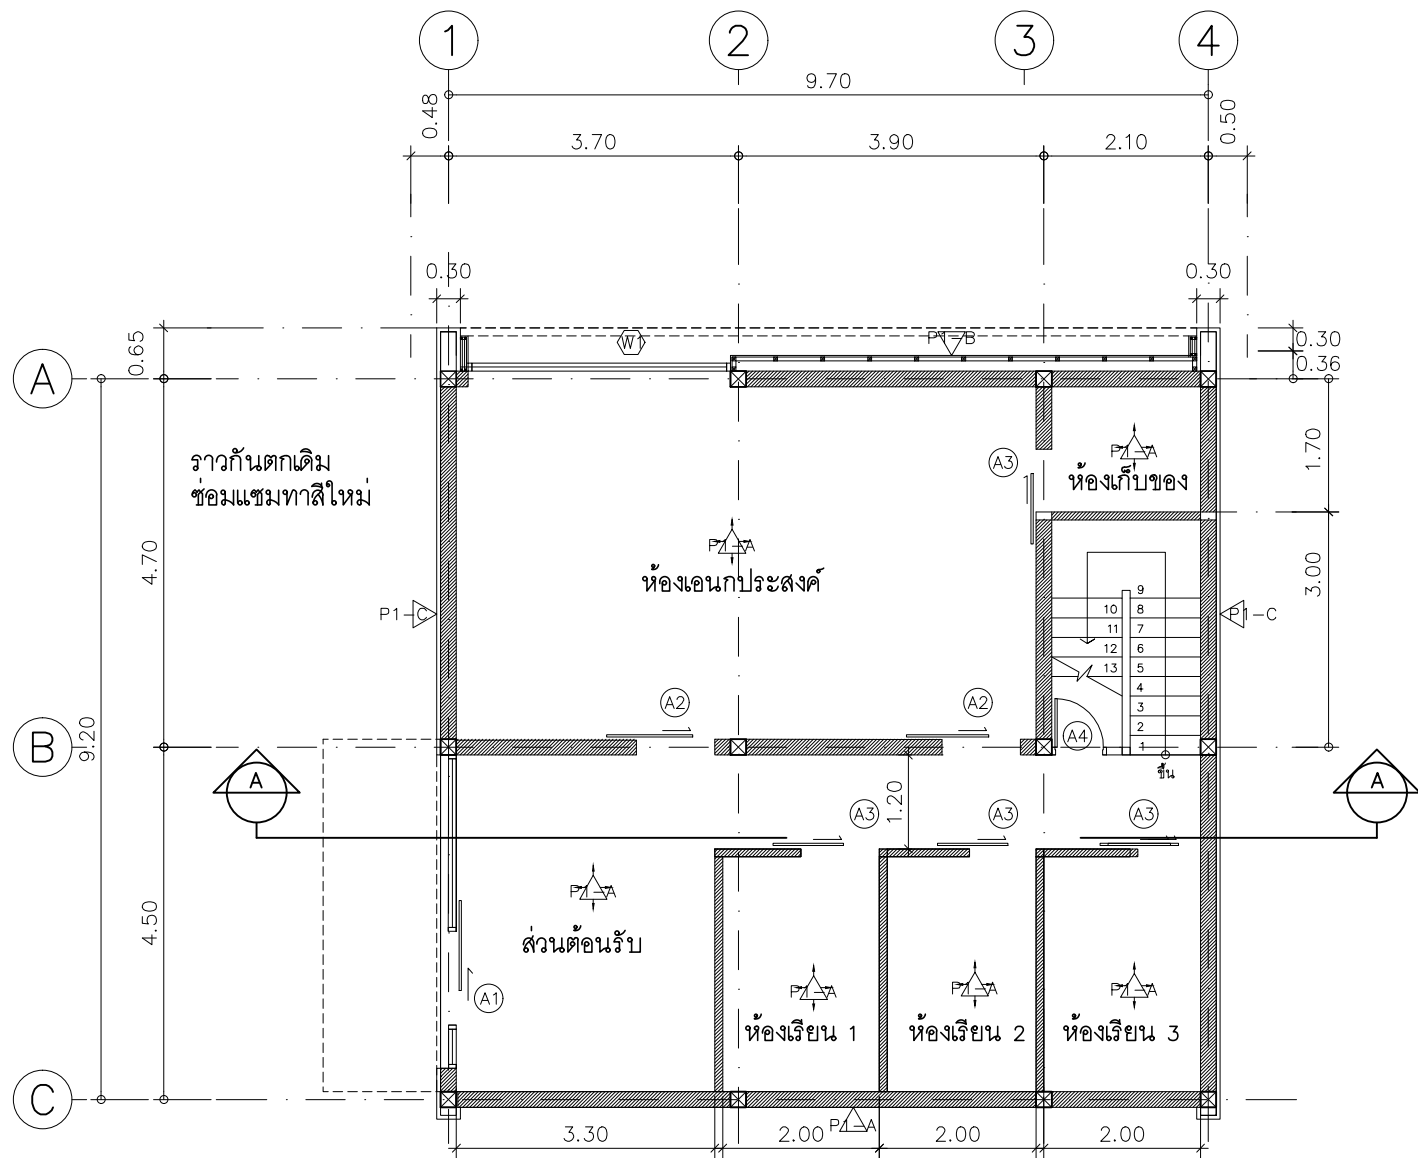 1
2
3
4
9.70
0.48
0.50
3.70
3.90
2.10
0.30
0.30
0.65
W1
P1-B
0.30
0.36
A
ราวกันตกเดิม
ซ่อมแซมทาสีใหม่
A3
P1-A
ห้องเก็บของ
1.70
4.70
P1-A
ห้องเอนกประสงค์
3.00
P1-C
P1-C
9
10
8
11
7
12
6
13
5
4
3
2
1
A2
A2
A4
B
9.20
ขึ้น
A
A
1.20
A3
A3
A3
4.50
P1-A
ส่วนต้อนรับ
A1
P1-A
P1-A
P1-A
ห้องเรียน 1
ห้องเรียน 2
ห้องเรียน 3
C
P1-A
3.30
2.00
2.00
2.00